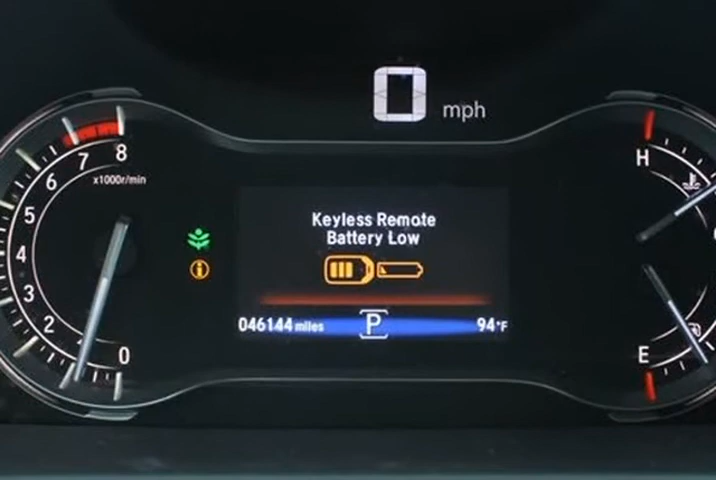 0 mph
8
7
6
x1000r/min
5
4
3
2
0
Keyless Remote
Battery Low
046144 miles
P
94°F
H
E